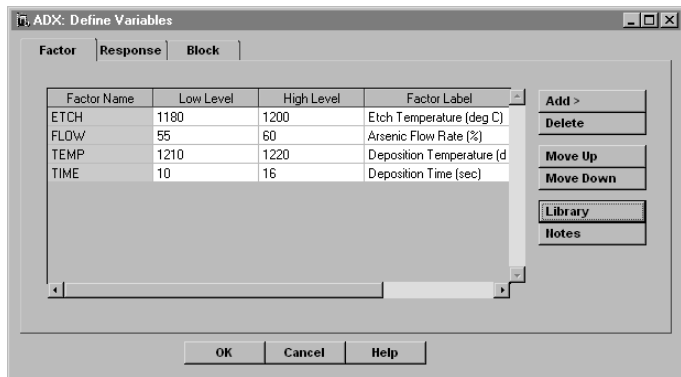 ADX: Define Variables
Factor Response Block
Factor Name Low Level High Level Factor Label
ETCH 1180 1200 Etch Temperature (deg C)
FLOW 55 60 Arsenic Flow Rate (%)
TEMP 1210 1220 Deposition Temperature (d
TIME 10 16 Deposition Time (sec)
Add >
Delete
Move Up
Move Down
Library
Notes
OK Cancel Help